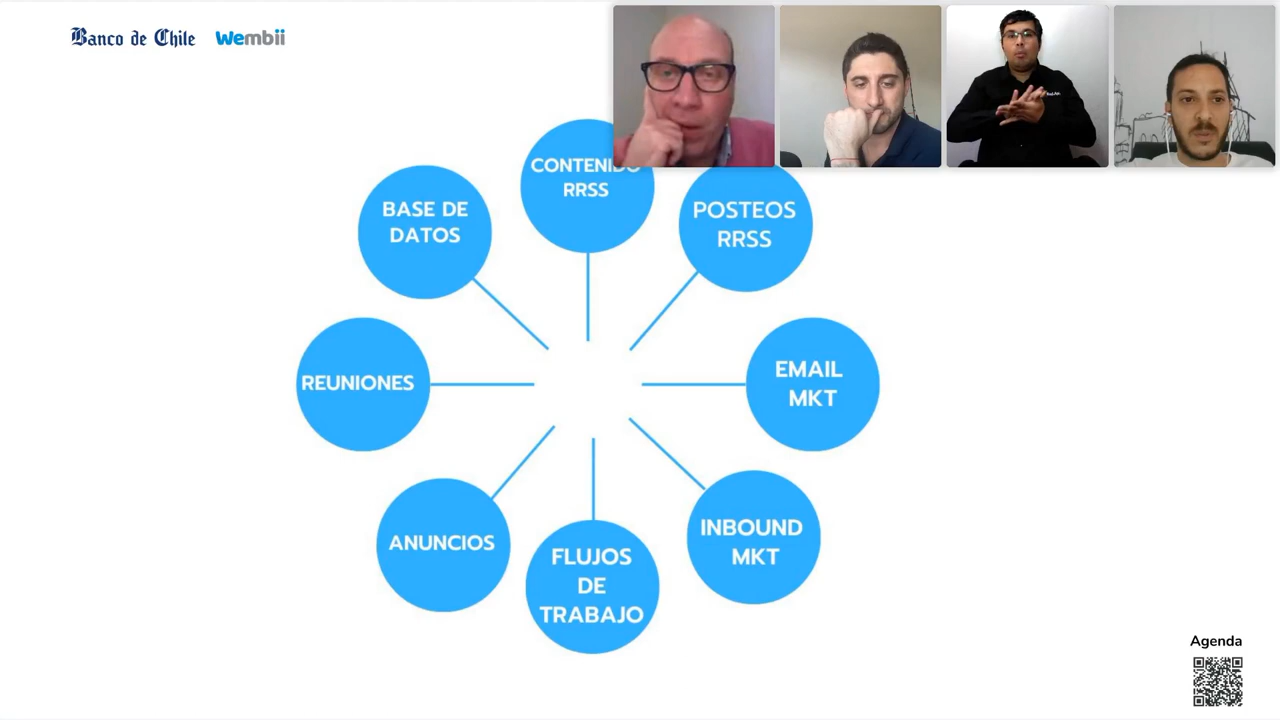 Banco de Chile Wembii
CONTENIDO
RRSS
BASE DE
DATOS
POSTEOS
RRSS
REUNIONES
EMAIL
MKT
ANUNCIOS
INBOUND
MKT
FLUJOS
DE
TRABAJO
Agenda